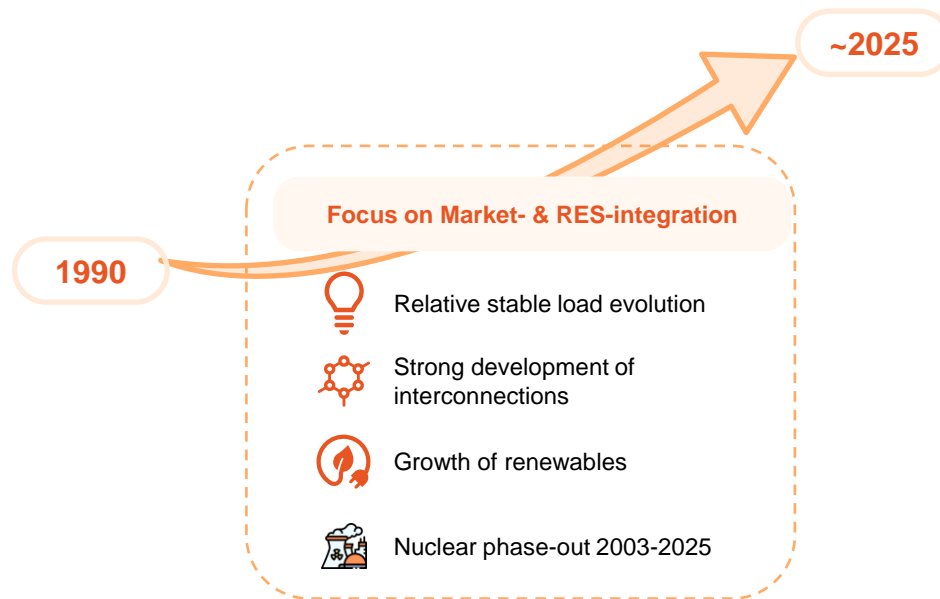 ~2025
Focus on Market- & RES-integration
1990
Relative stable load evolution
Strong development of
interconnections
Growth of renewables
Nuclear phase-out 2003-2025